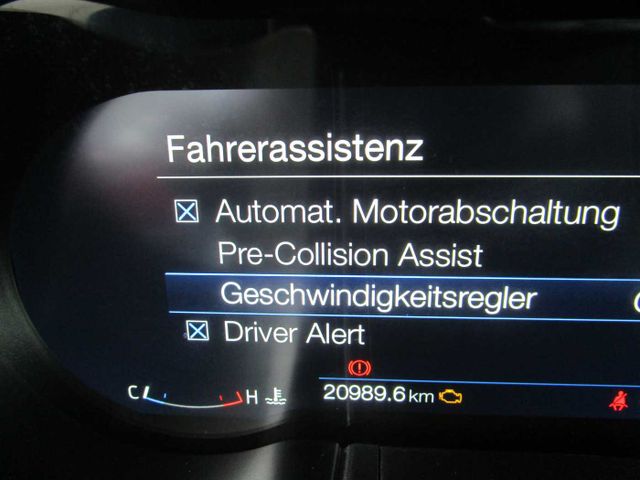 Fahrerassistenz
Automat. Motorabschaltung
Pre-Collision Assist
Geschwindigkeitsregler
Driver Alert
C H
20989.6 km